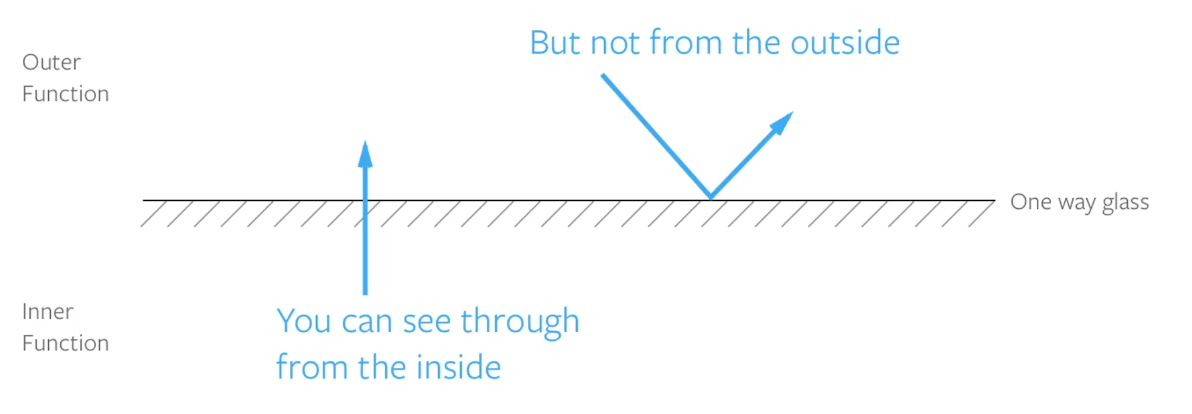 But not from the outside
Outer
Function
One way glass
Inner
Function
You can see through
from the inside